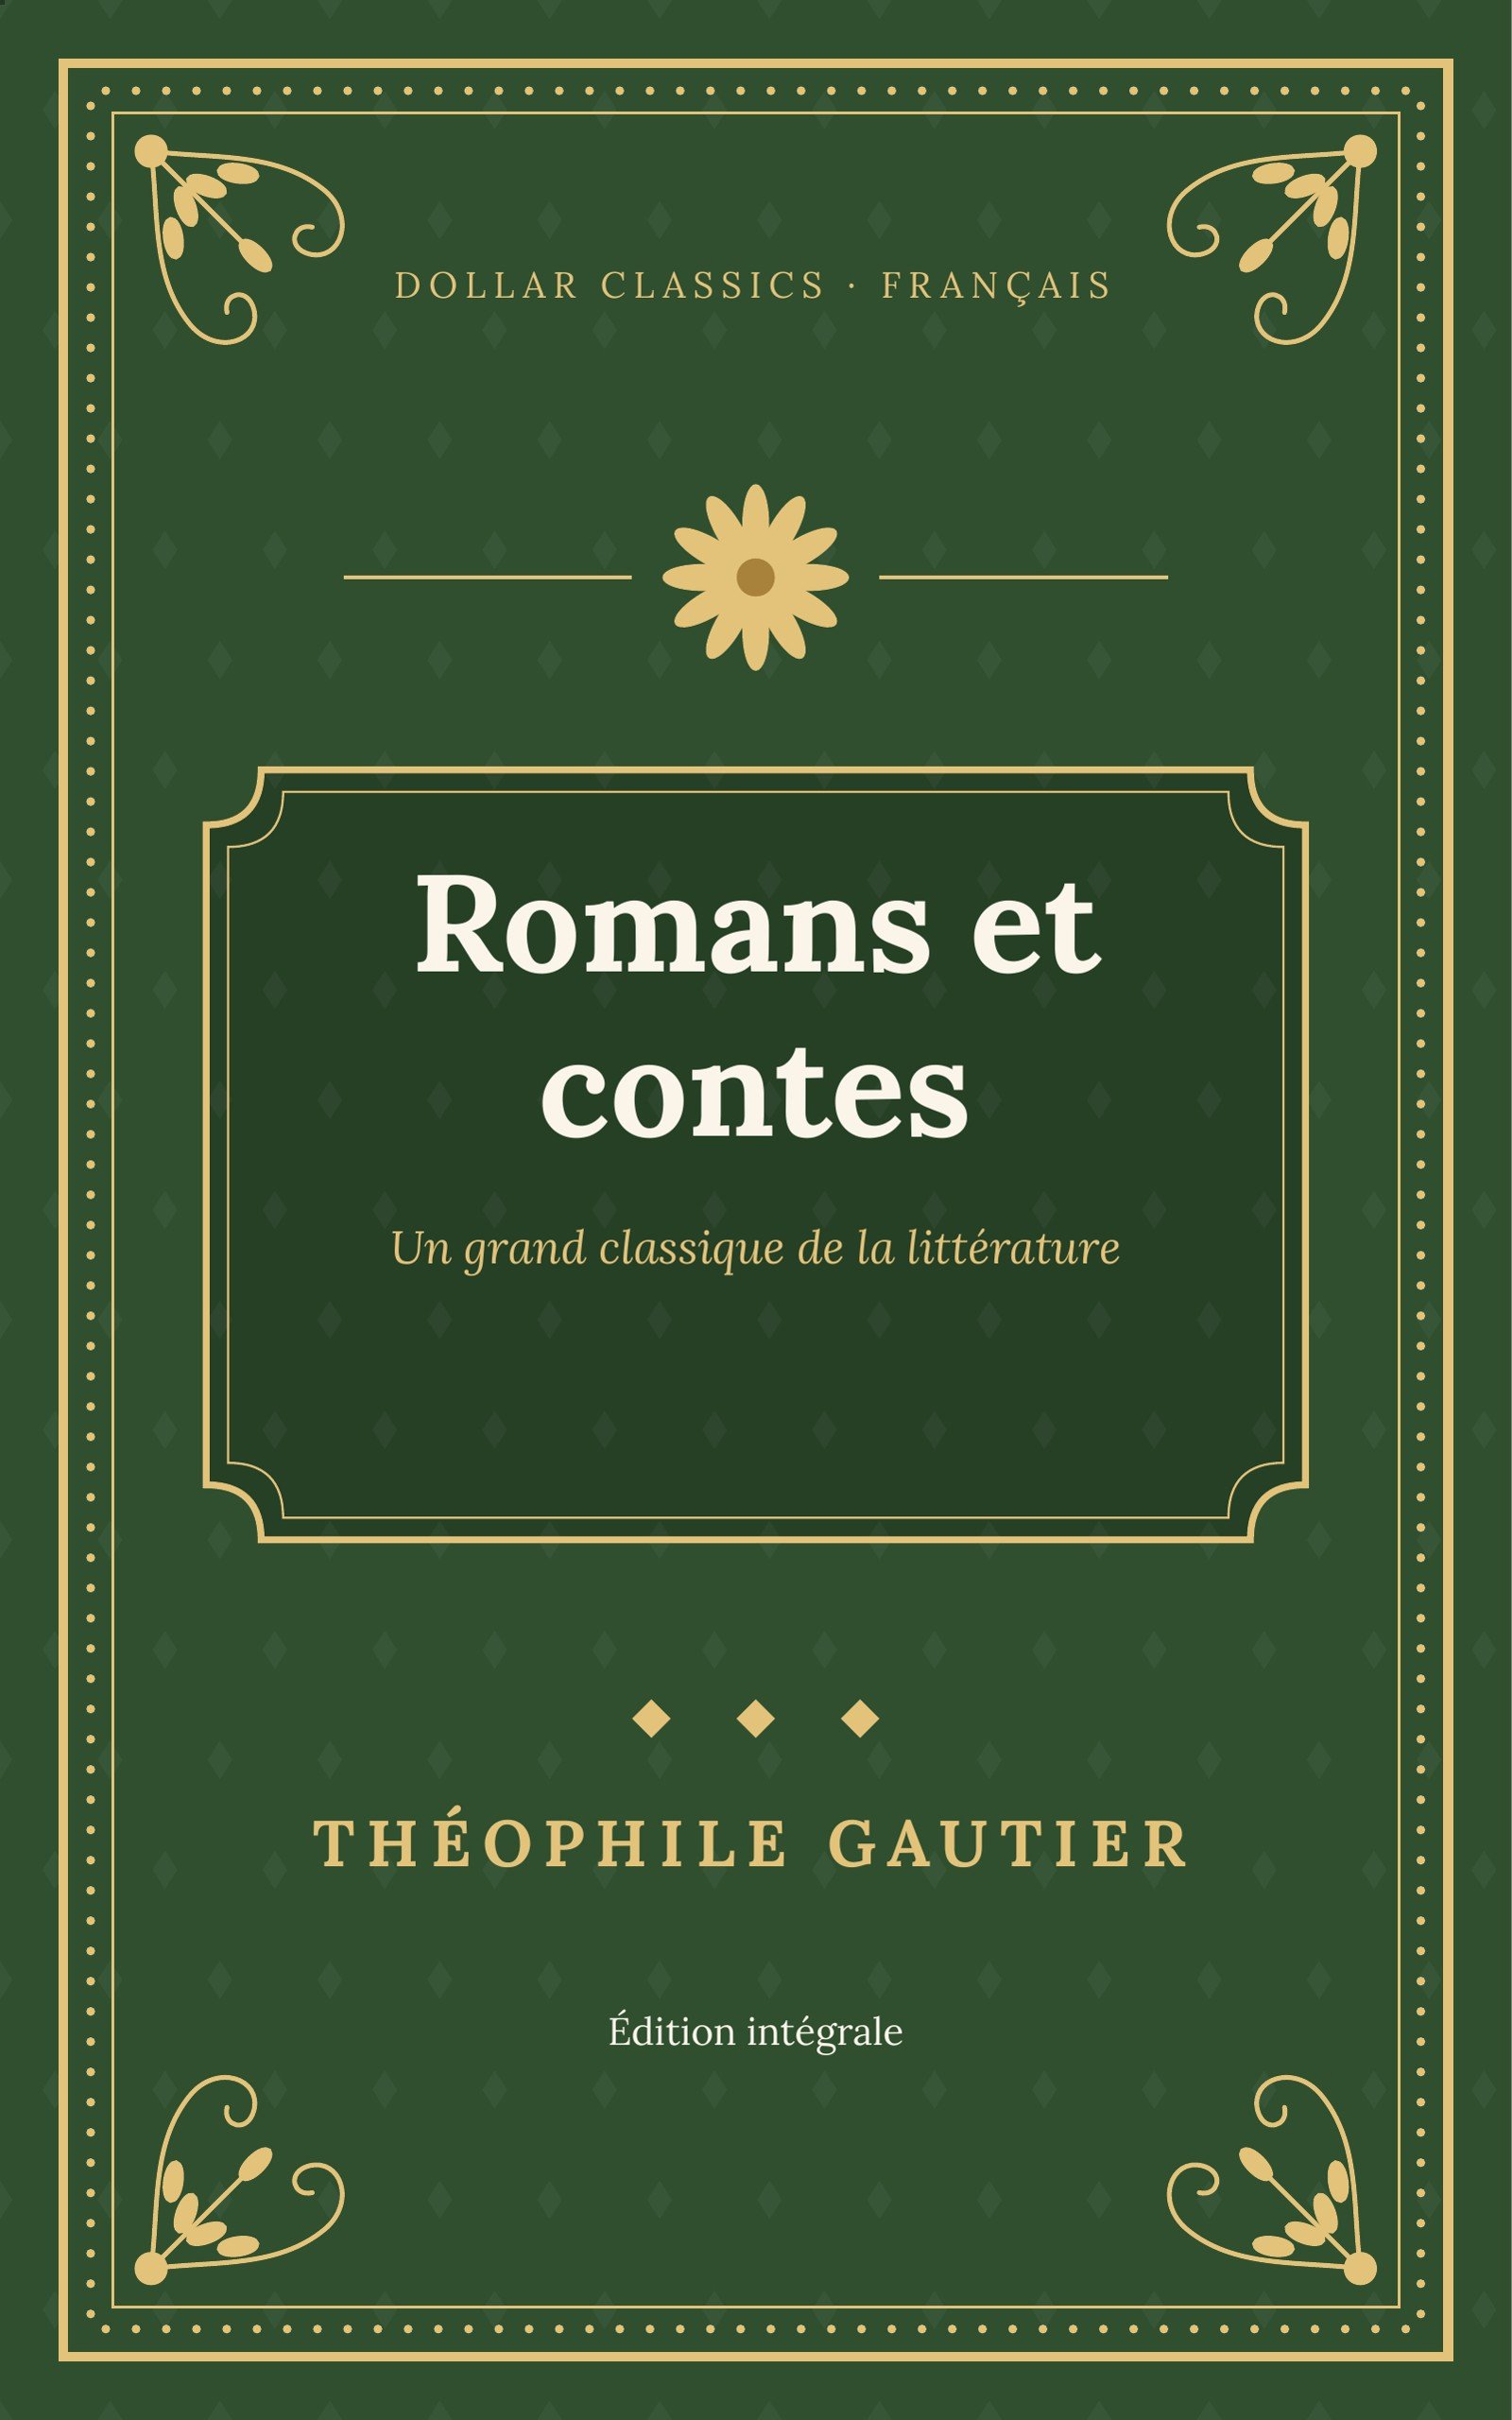 DOLLAR CLASSICS · FRANÇAIS
Romans et
contes
Un grand classique de la littérature
THÉOPHILE GAUTIER
Édition intégrale